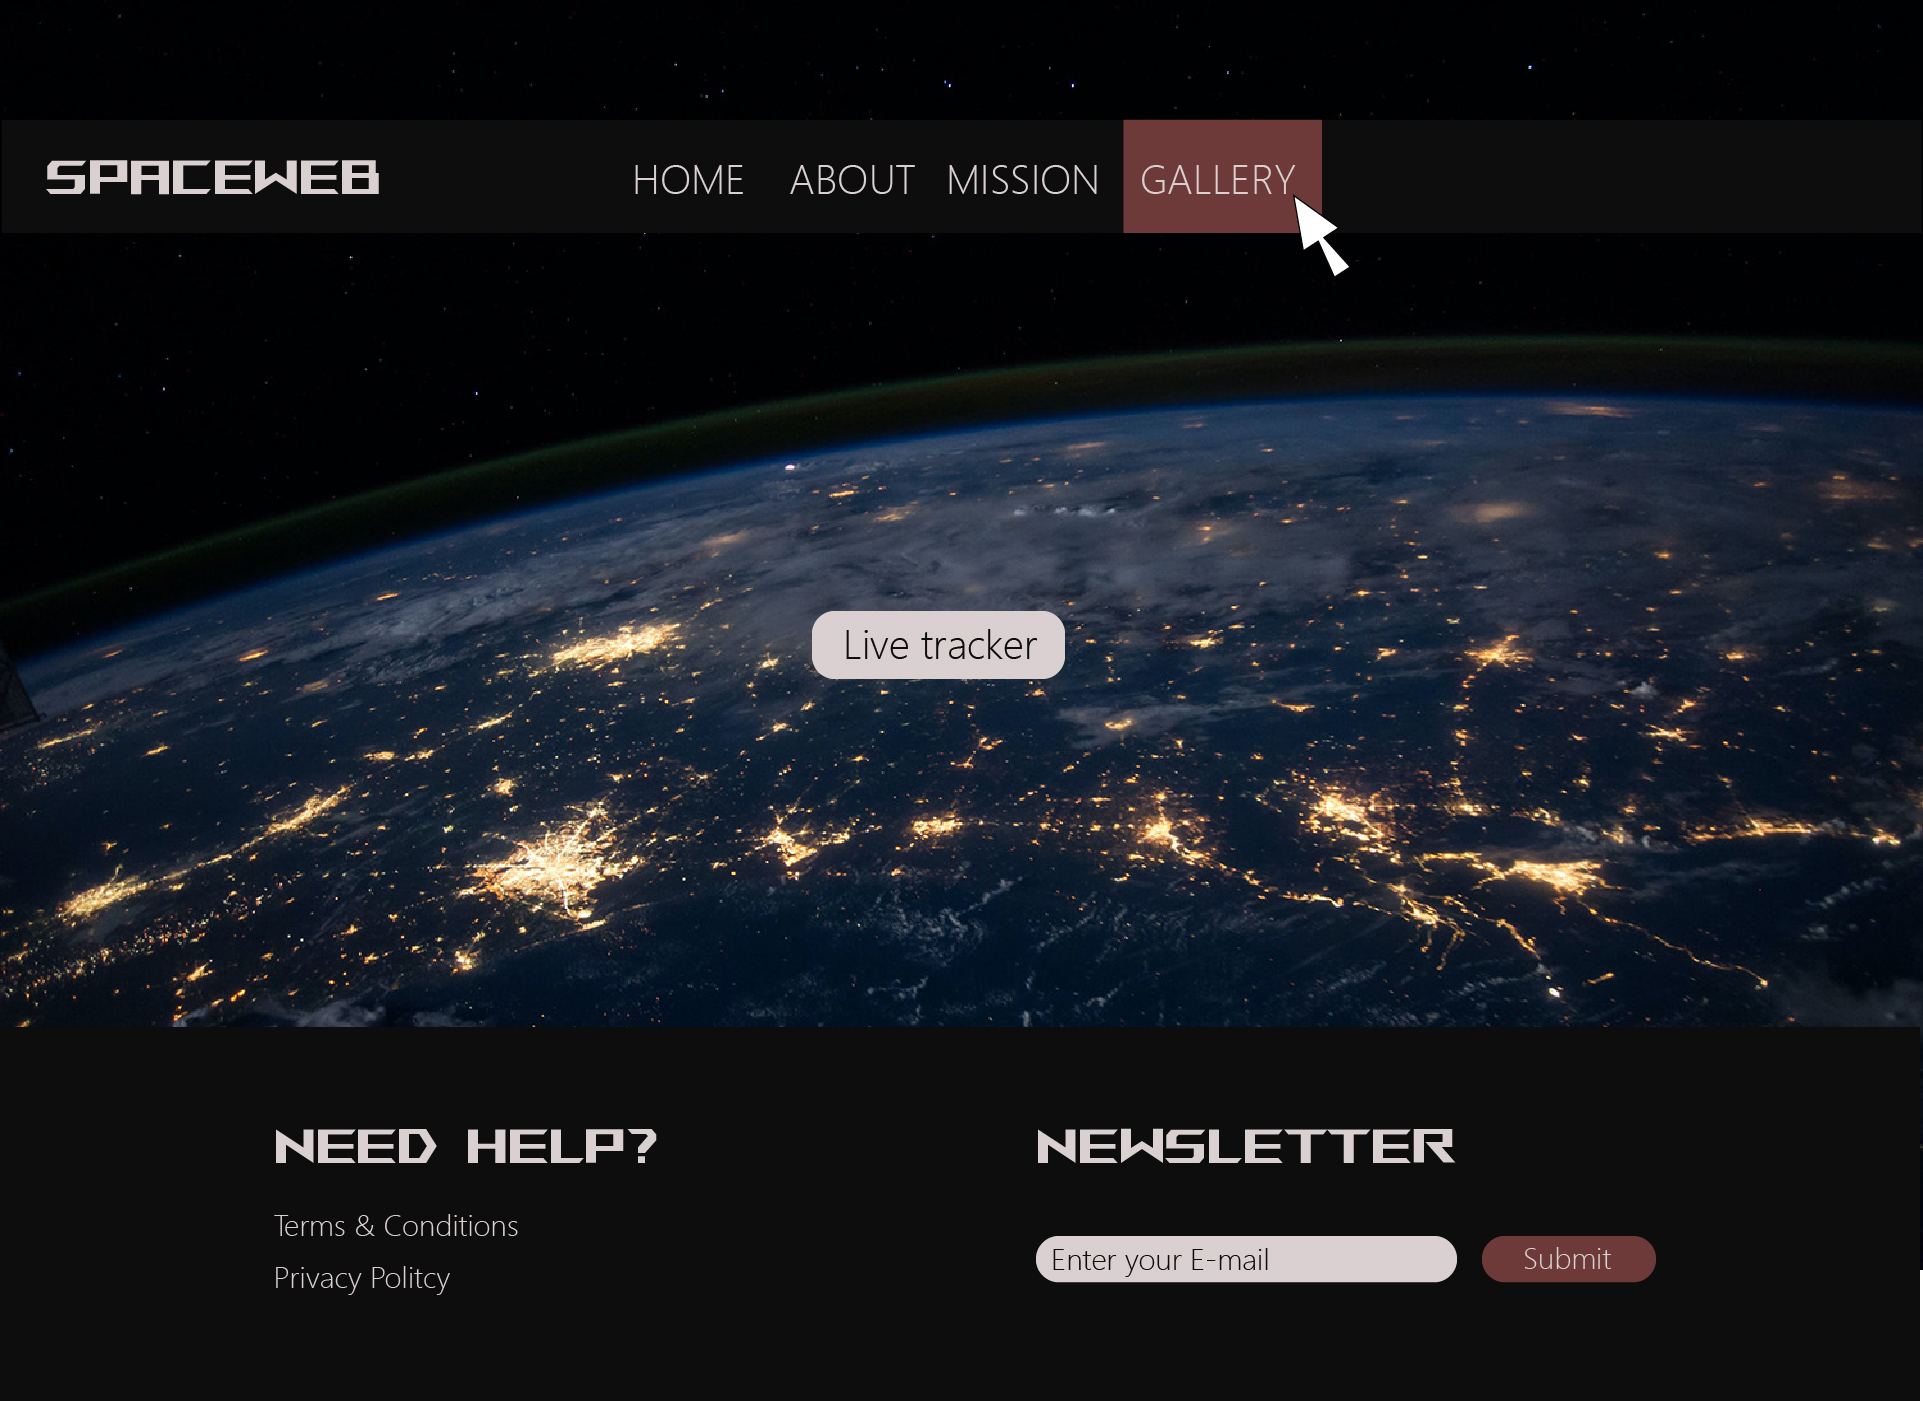 SPACEWEB
HOME ABOUT MISSION GALLERY
Live tracker
NEED HELP?
Terms & Conditions
Privacy Politcy
NEWSLETTER
Enter your E-mail
Submit